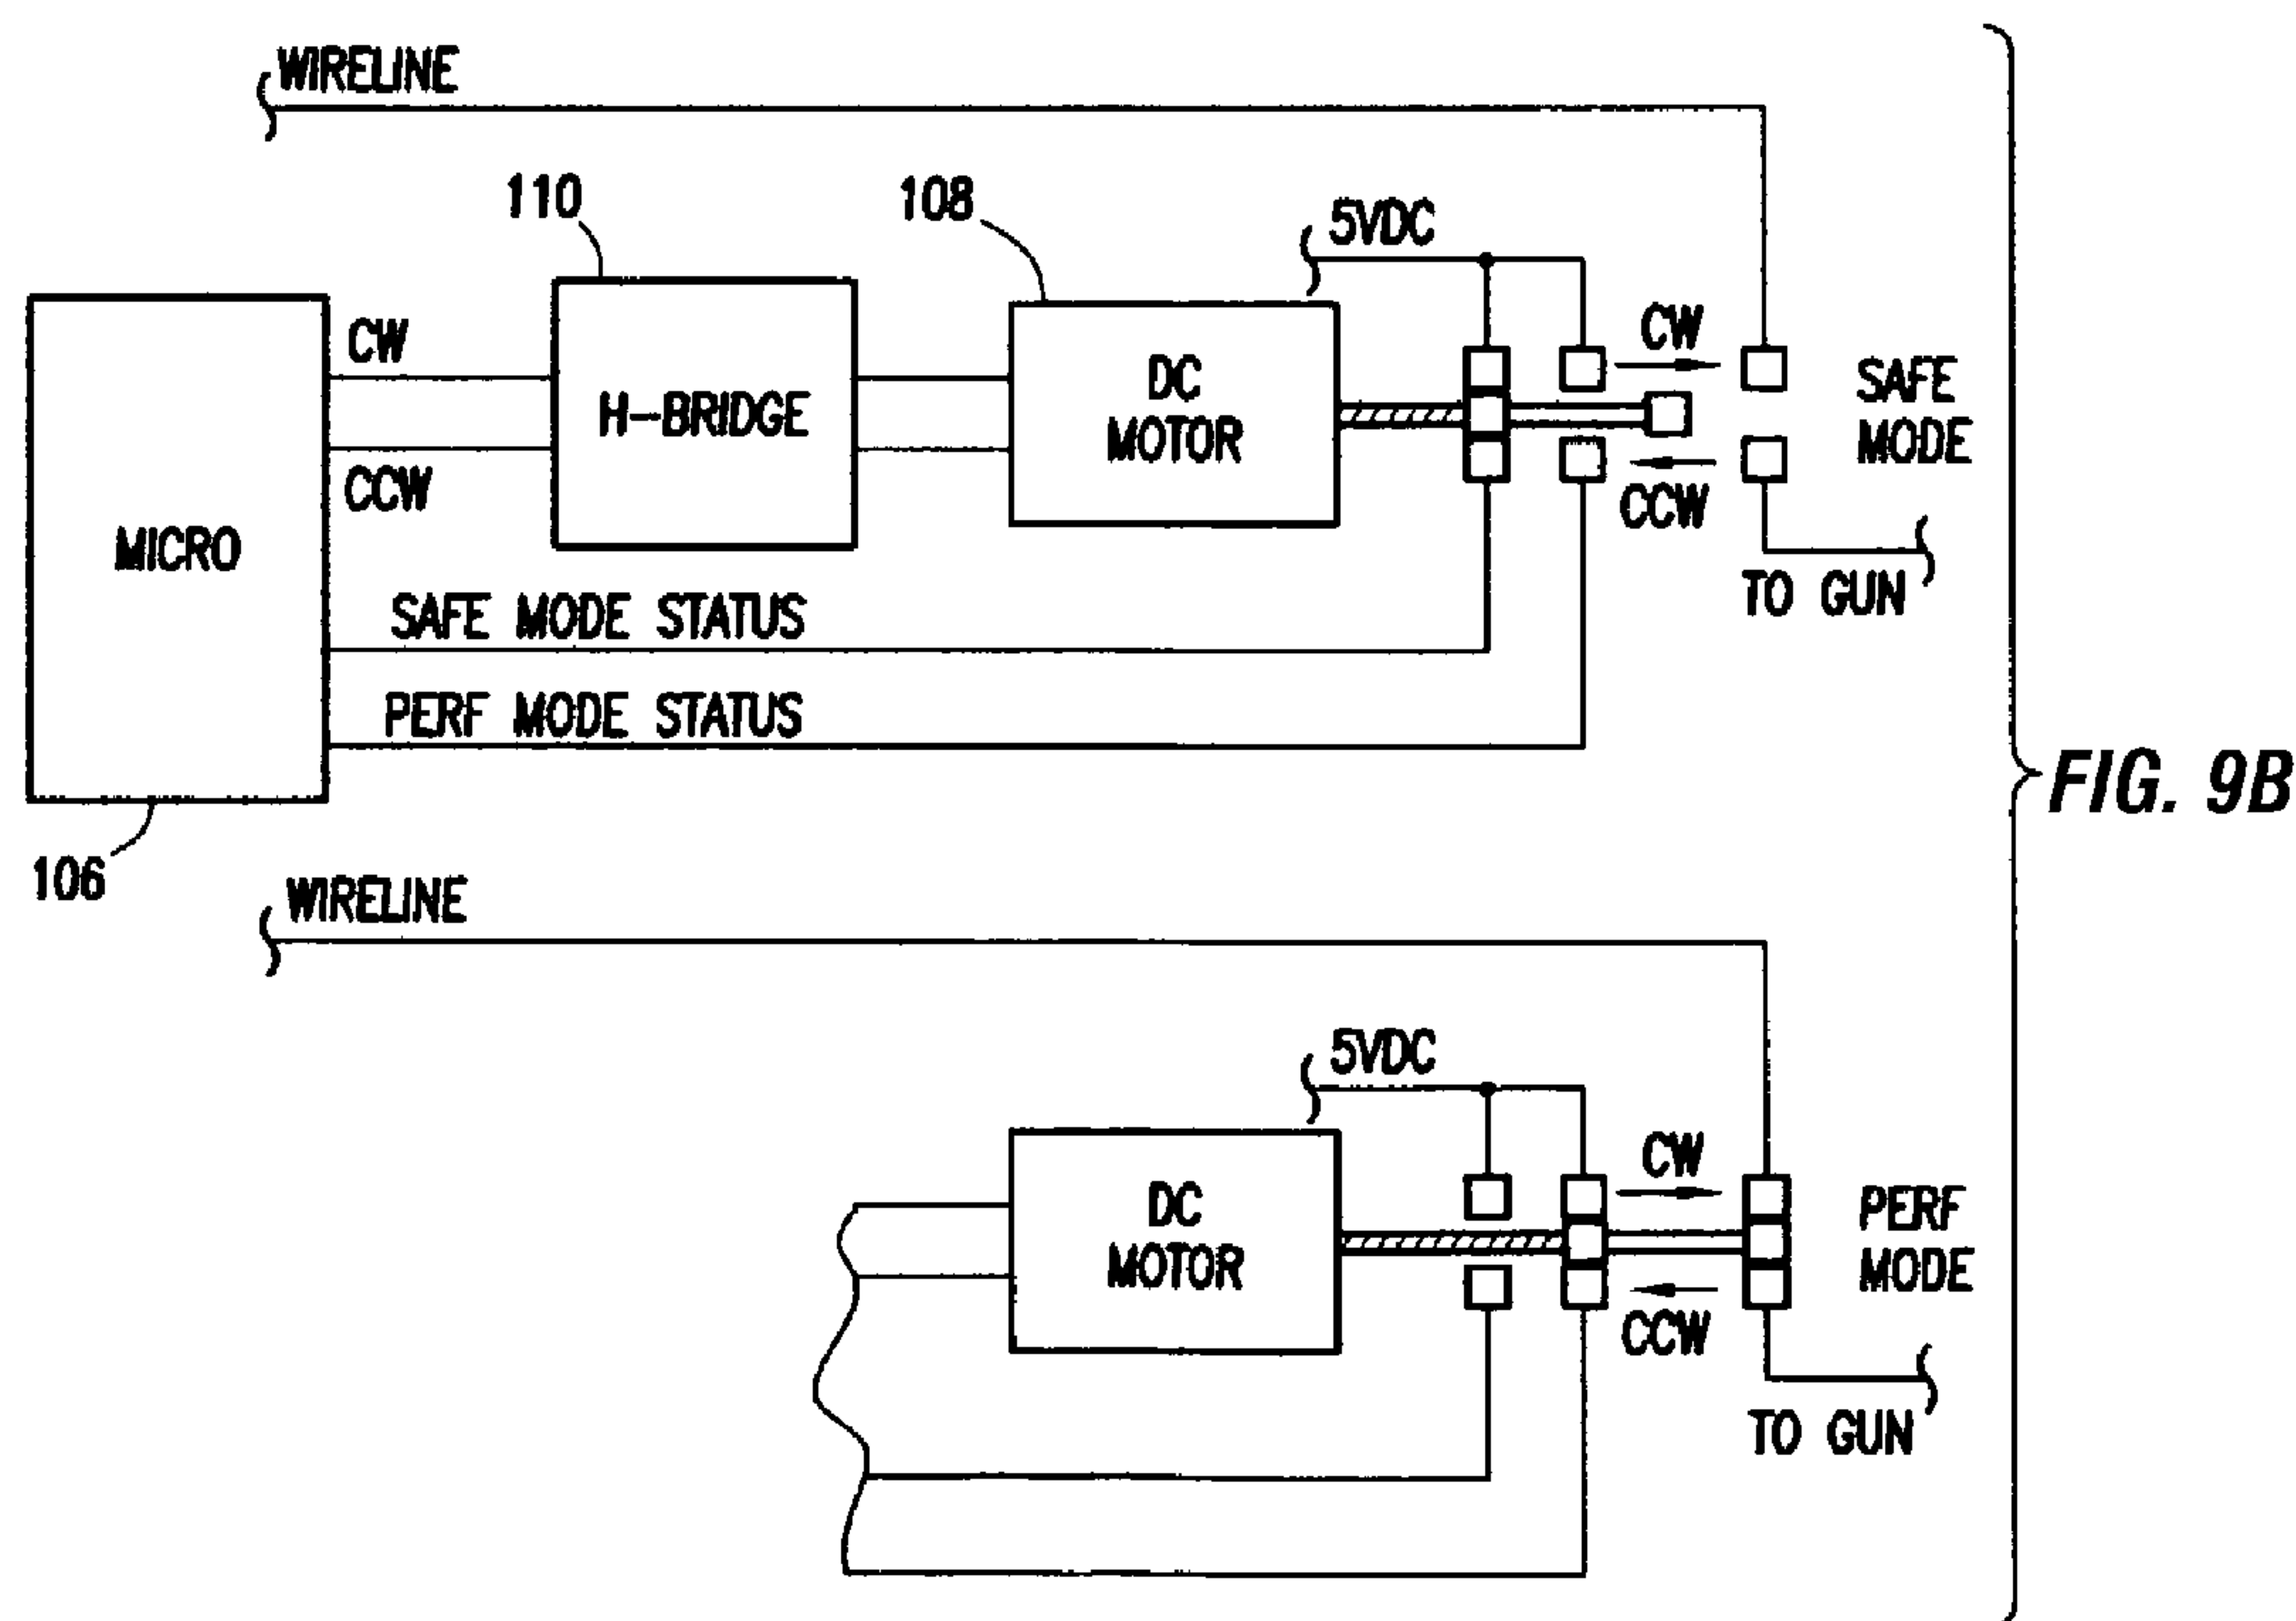 WIRELINE
110
108
5VDC
CW
CW
SAFE
MODE
DC
MOTOR
H-BRIDGE
CCW
CCW
MICRO
TO GUN
SAFE MODE STATUS
PERF MODE STATUS
FIG. 9B
106
WIRELINE
5VDC
CW
PERF
MODE
DC
MOTOR
CCW
TO GUN